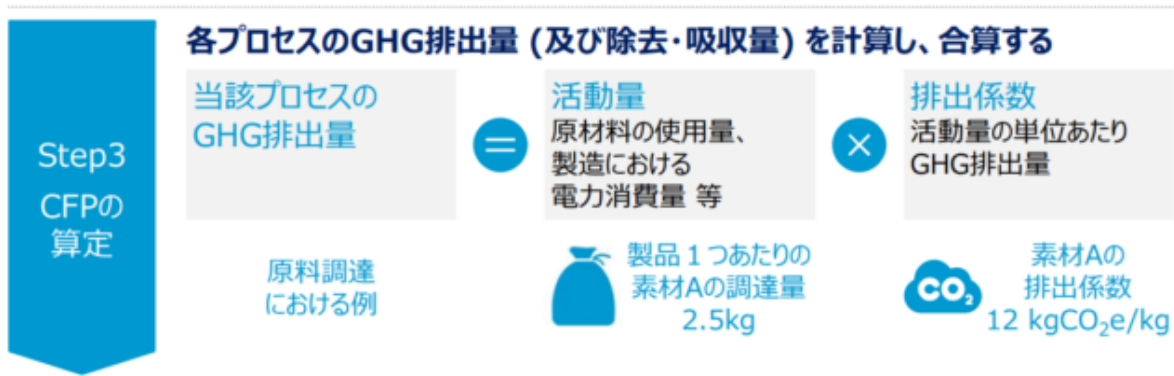 各プロセスのGHG排出量 (及び除去・吸収量) を計算し、合算する
Step3
CFPの
算定
当該プロセスの
GHG排出量
=
活動量
原材料の使用量、
製造における
電力消費量 等
×
排出係数
活動量の単位あたり
GHG排出量
原料調達
における例
製品１つあたりの
素材Aの調達量
2.5kg
CO₂
素材Aの
排出係数
12 kgCO₂e/kg